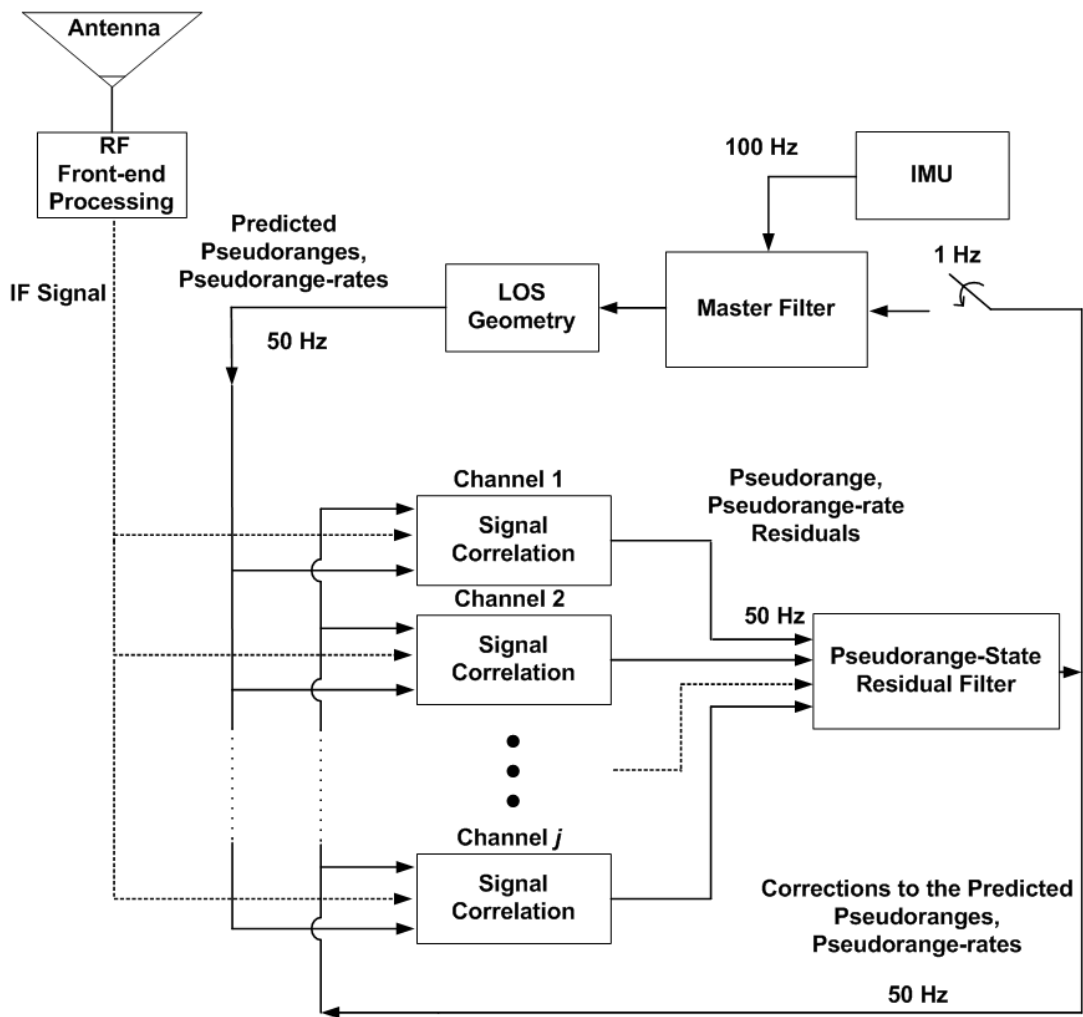 Antenna
RF
Front-end
Processing
IF Signal
Predicted
Pseudoranges,
Pseudorange-rates
50 Hz
LOS
Geometry
100 Hz
IMU
Master Filter
1 Hz
Channel 1
Signal
Correlation
Channel 2
Signal
Correlation
Channel j
Signal
Correlation
Pseudorange,
Pseudorange-rate
Residuals
50 Hz
Pseudorange-State
Residual Filter
Corrections to the Predicted
Pseudoranges,
Pseudorange-rates
50 Hz